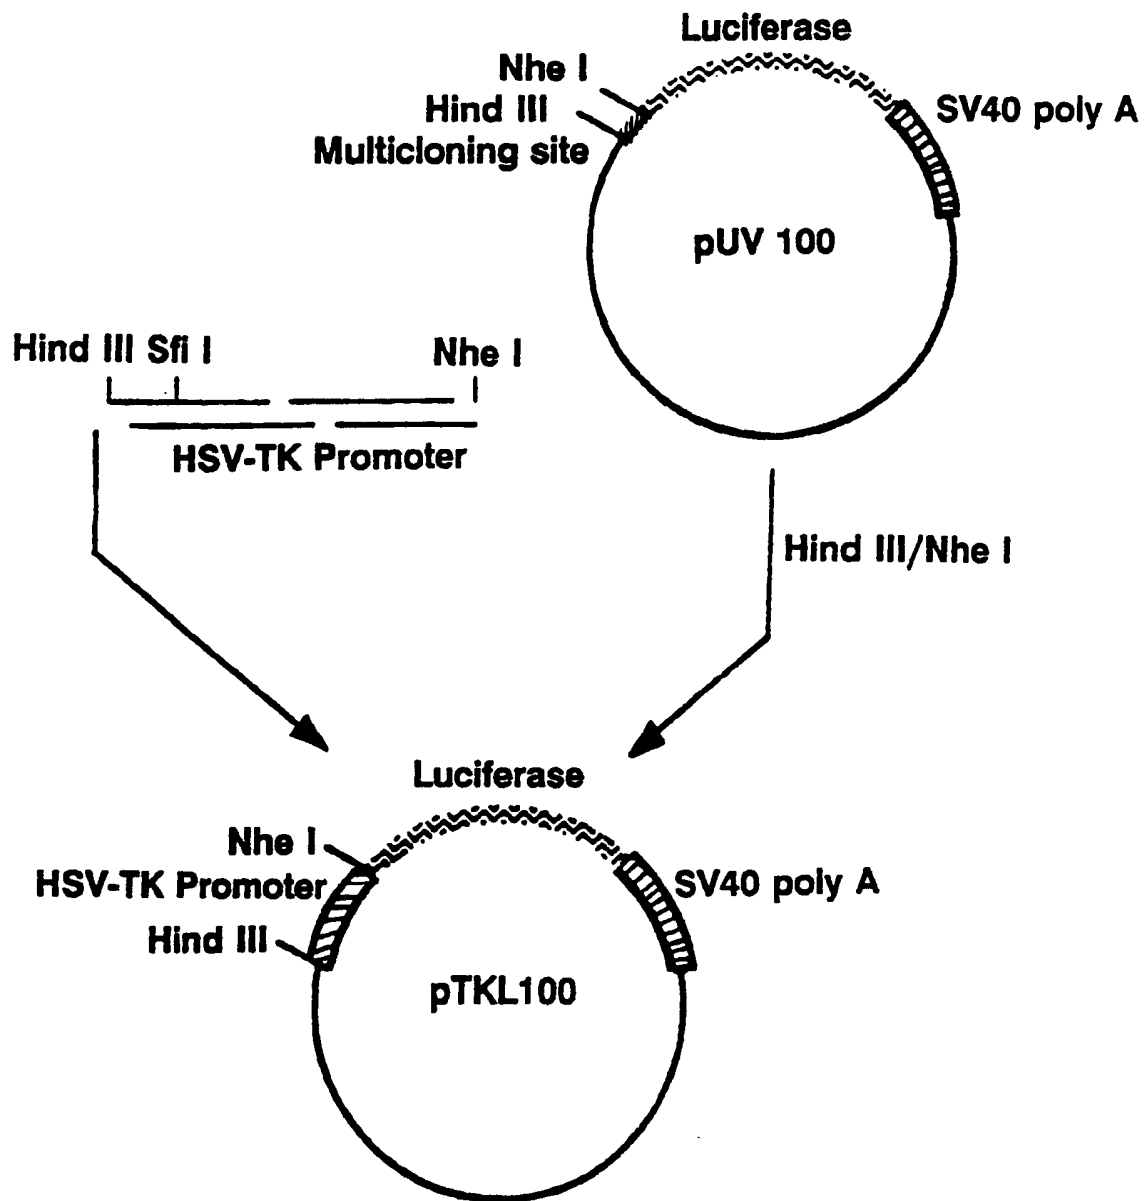 Luciferase
Nhe I
Hind III
Multicloning site
SV40 poly A
pUV 100
Hind III Sfi I
Nhe I
HSV-TK Promoter
Hind III/Nhe I
Luciferase
Nhe I
HSV-TK Promoter
Hind III
SV40 poly A
pTKL100